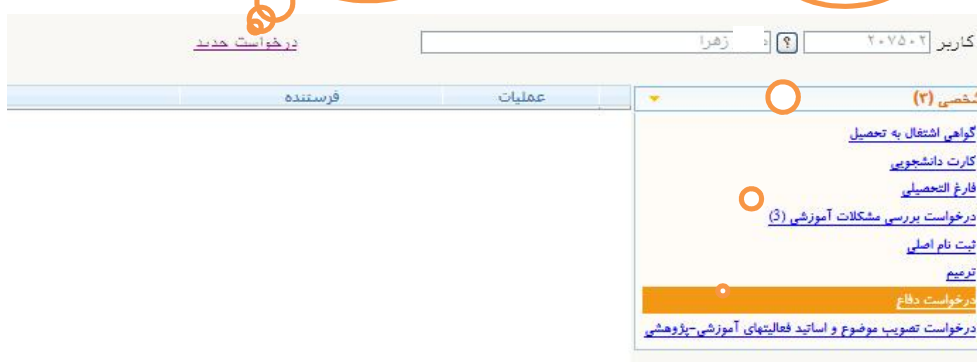 کاربر ۲۰۷۵۰۲ ؟ زهرا درخواست جدید
شخصی (۳) عملیات فرستنده
گواهی اشتغال به تحصیل
کارت دانشجویی
فارغ التحصیلی
درخواست بررسی مشکلات آموزشی (3)
ثبت نام اصلی
ترمیم
درخواست دفاع
درخواست تصویب موضوع و اساتید فعالیتهای آموزشی-پژوهشی